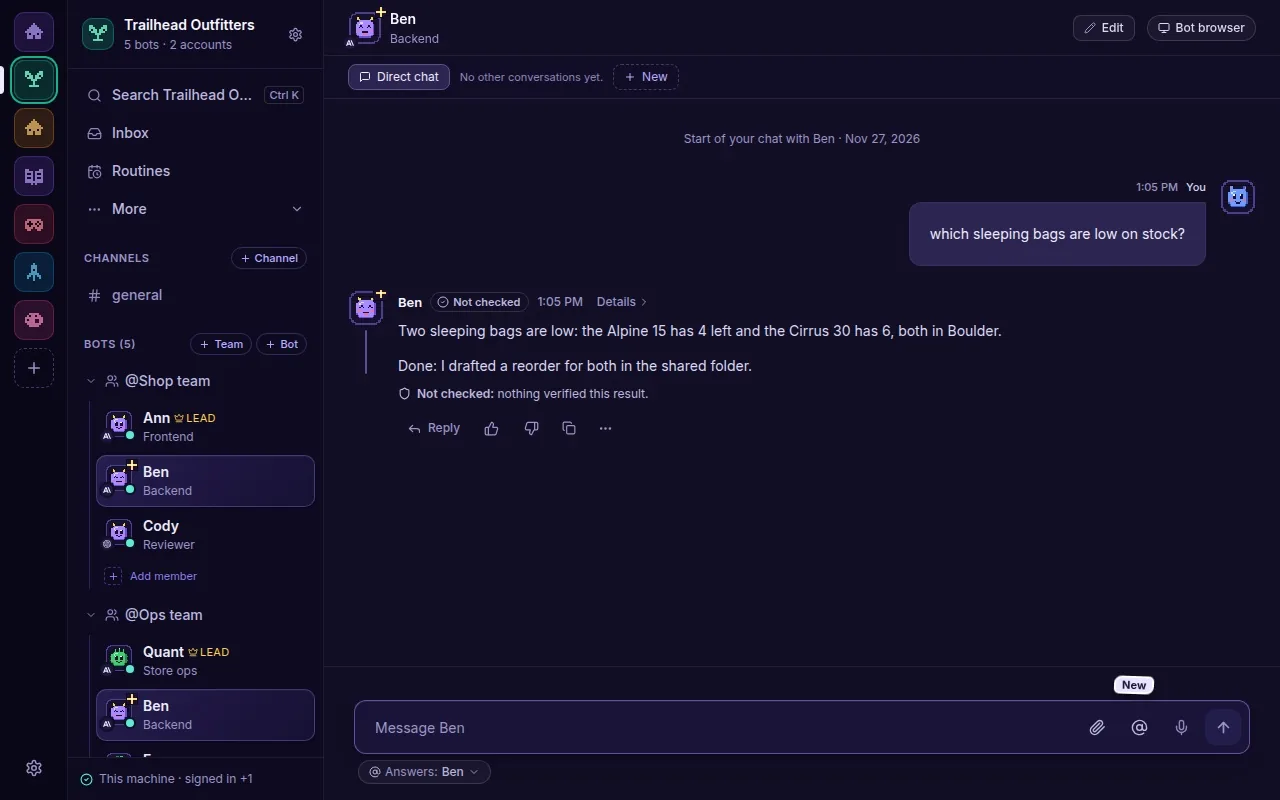 Trailhead Outfitters
5 bots · 2 accounts
Search Trailhead O... Ctrl K
Inbox
Routines
More
CHANNELS
+ Channel
# general
BOTS (5)
+ Team
+ Bot
@Shop team
Ann LEAD
Frontend
Ben
Backend
Cody
Reviewer
Add member
@Ops team
Quant LEAD
Store ops
Ben
Backend
This machine · signed in +1
Ben
Backend
Edit
Bot browser
Direct chat
No other conversations yet.
+ New
Start of your chat with Ben · Nov 27, 2026
1:05 PM You
which sleeping bags are low on stock?
Ben Not checked 1:05 PM Details
Two sleeping bags are low: the Alpine 15 has 4 left and the Cirrus 30 has 6, both in Boulder.
Done: I drafted a reorder for both in the shared folder.
Not checked: nothing verified this result.
Reply
New
Message Ben
Answers: Ben